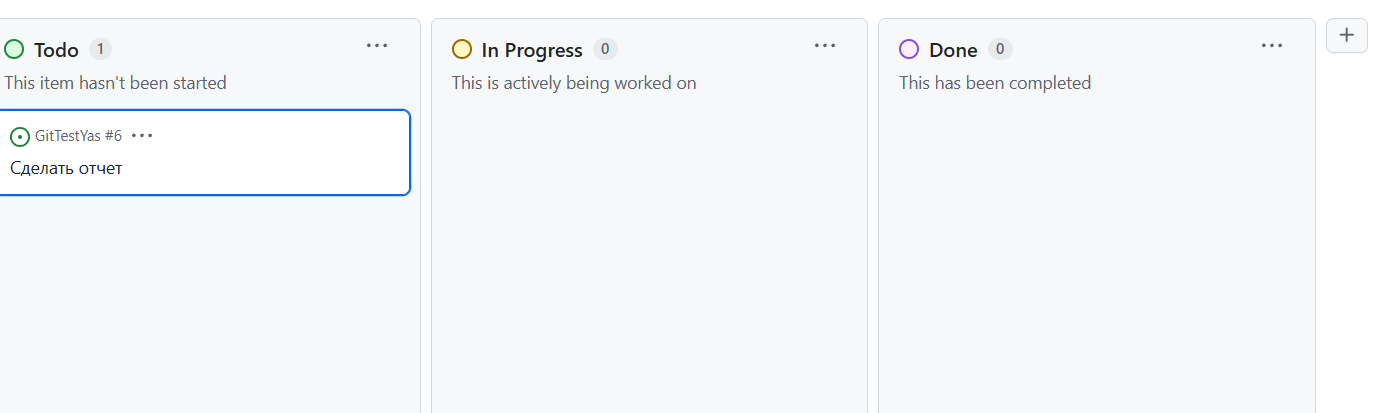 Todo 1
This item hasn't been started
GitTestYas #6
Сделать отчет
In Progress 0
This is actively being worked on
Done 0
This has been completed